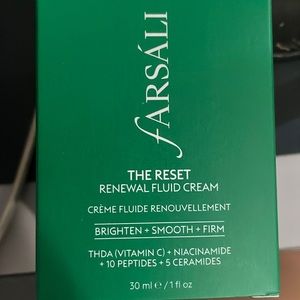 FARSÁLI
THE RESET
RENEWAL FLUID CREAM
CRÈME FLUIDE RENOUVELLEMENT
BRIGHTEN + SMOOTH + FIRM
THDA (VITAMIN C) + NIACINAMIDE
+ 10 PEPTIDES + 5 CERAMIDES
30 ml ℮ / 1 fl oz